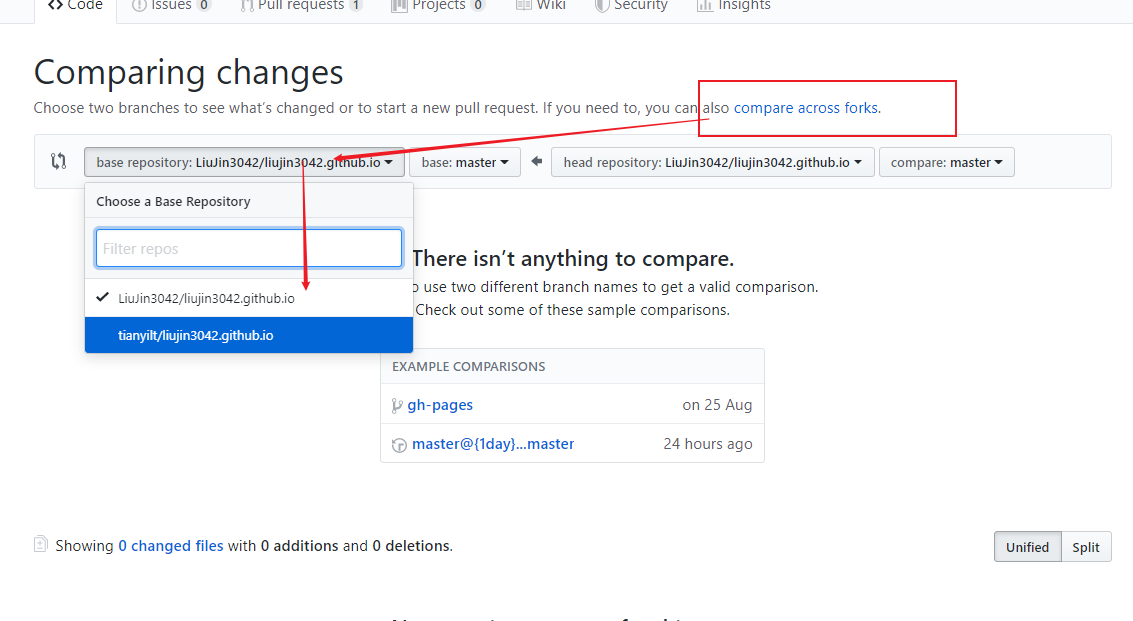 Code Issues 0 Pull requests 1 Projects 0 Wiki Security Insights
Comparing changes
Choose two branches to see what's changed or to start a new pull request. If you need to, you can also compare across forks.
base repository: LiuJin3042/liujin3042.github.io base: master head repository: LiuJin3042/liujin3042.github.io compare: master
Choose a Base Repository
Filter repos
LiuJin3042/liujin3042.github.io
tianyilt/liujin3042.github.io
There isn't anything to compare.
use two different branch names to get a valid comparison.
Check out some of these sample comparisons.
EXAMPLE COMPARISONS
gh-pages on 25 Aug
master@{1day}...master 24 hours ago
Showing 0 changed files with 0 additions and 0 deletions.
Unified Split